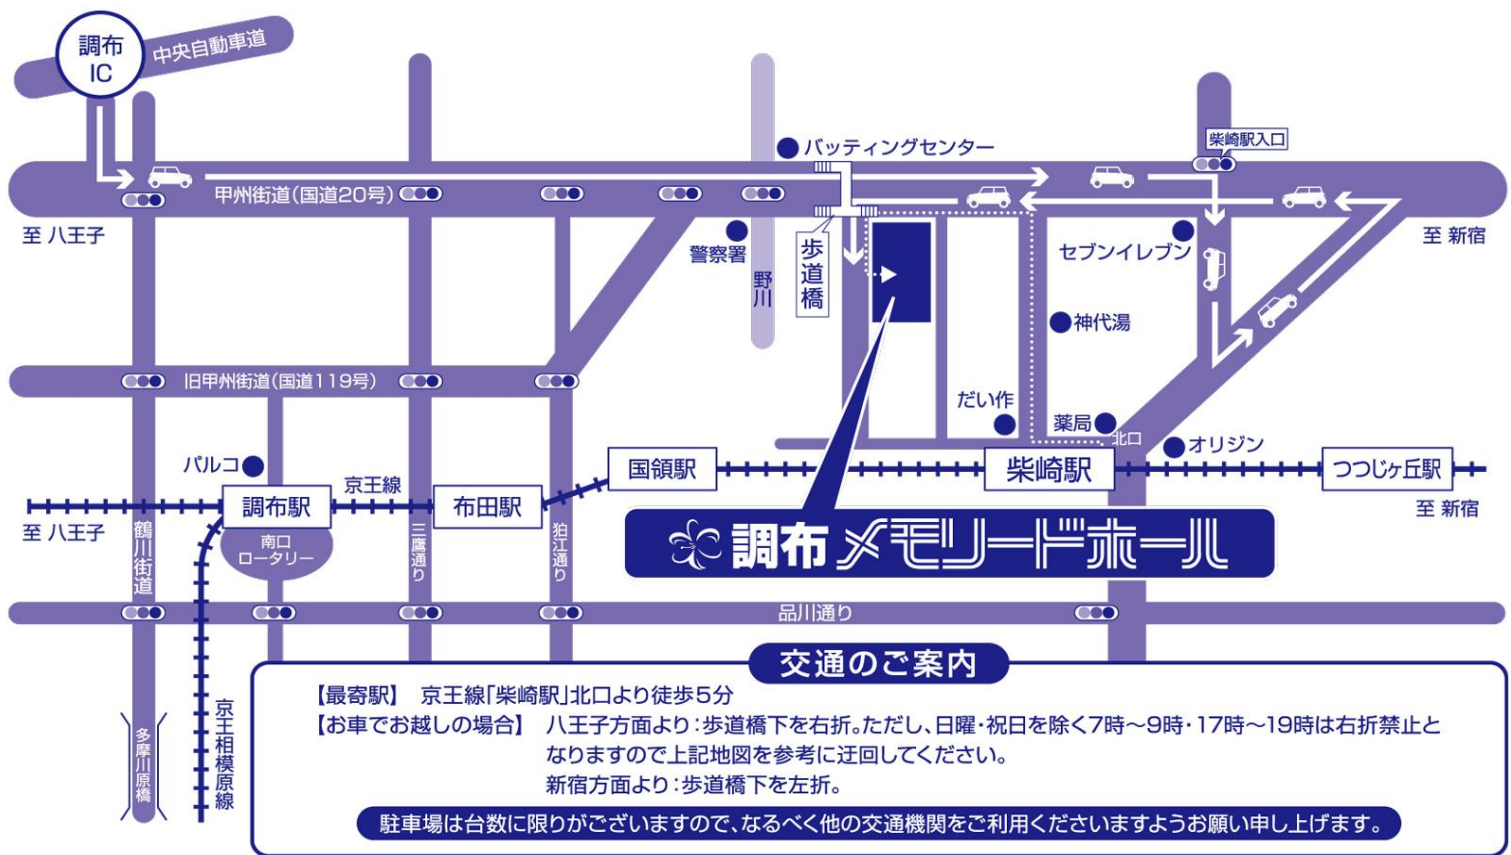 調布
IC
中央自動車道
バッティングセンター
柴崎駅入口
甲州街道(国道20号)
至 八王子
警察署
野川
歩道橋
セブンイレブン
至 新宿
神代湯
旧甲州街道(国道119号)
だい作
薬局
北口
オリジン
パルコ
京王線
国領駅
柴崎駅
つつじヶ丘駅
調布駅
布田駅
至 八王子
至 新宿
鶴川街道
南口
ロータリー
三鷹通り
狛江通り
調布メモリードホール
品川通り
多摩川原橋
京王相模原線
交通のご案内
【最寄駅】 京王線「柴崎駅」北口より徒歩5分
【お車でお越しの場合】 八王子方面より:歩道橋下を右折。ただし、日曜・祝日を除く7時～9時・17時～19時は右折禁止と
なりますので上記地図を参考に迂回してください。
新宿方面より:歩道橋下を左折。
駐車場は台数に限りがございますので、なるべく他の交通機関をご利用くださいますようお願い申し上げます。